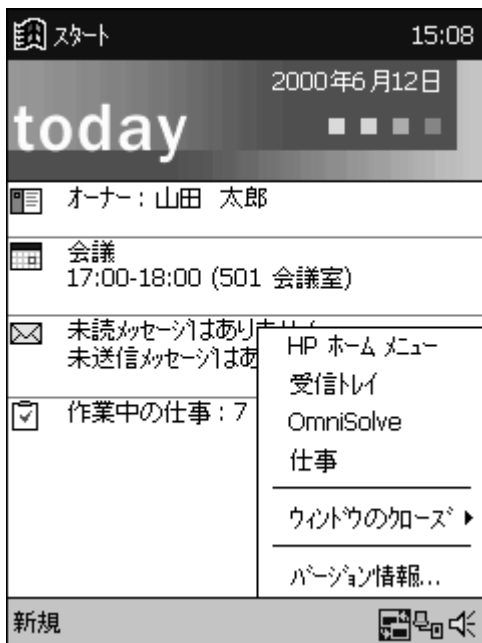 スタート 15:08
2000年6月12日
today
オーナー : 山田 太郎
会議
17:00-18:00 (501 会議室)
未読メッセージはありません
未送信メッセージはあ
作業中の仕事 : 7
HP ホーム メニュー
受信トレイ
OmniSolve
仕事
ウィンドウのクローズ
バージョン情報...
新規